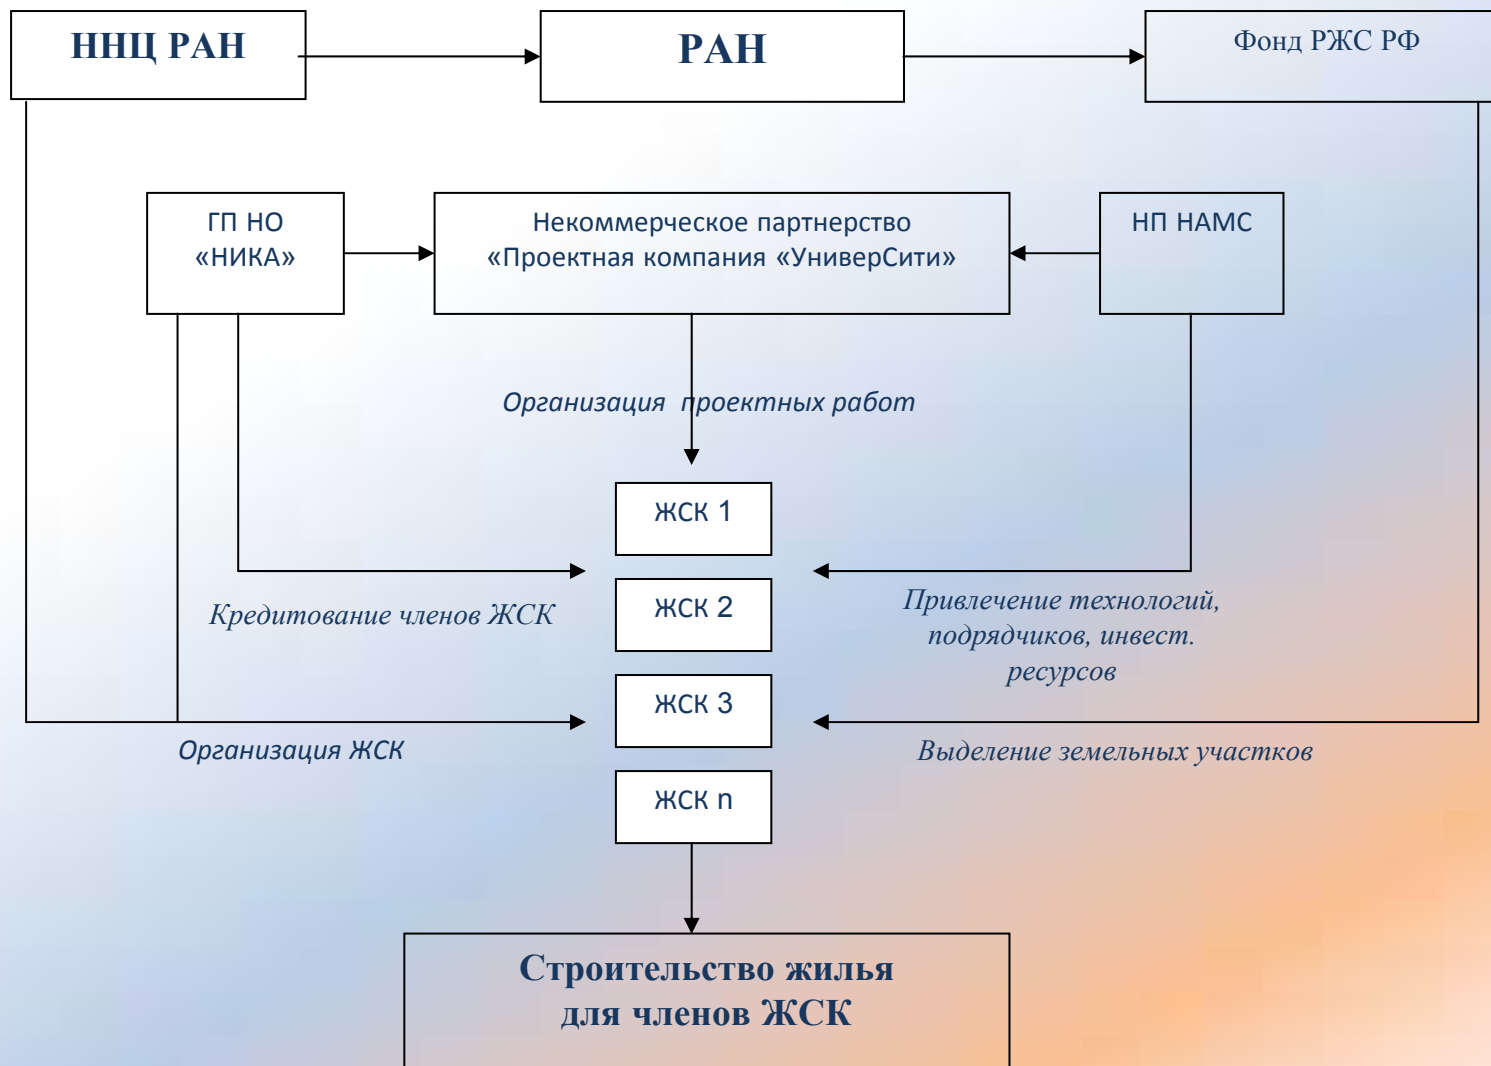 ННЦ РАН
РАН
Фонд РЖС РФ
ГП НО
«НИКА»
Некоммерческое партнерство
«Проектная компания «УниверСити»
НП НАМС
Организация проектных работ
ЖСК 1
ЖСК 2
ЖСК 3
ЖСК n
Кредитование членов ЖСК
Привлечение технологий,
подрядчиков, инвест.
ресурсов
Организация ЖСК
Выделение земельных участков
Строительство жилья
для членов ЖСК